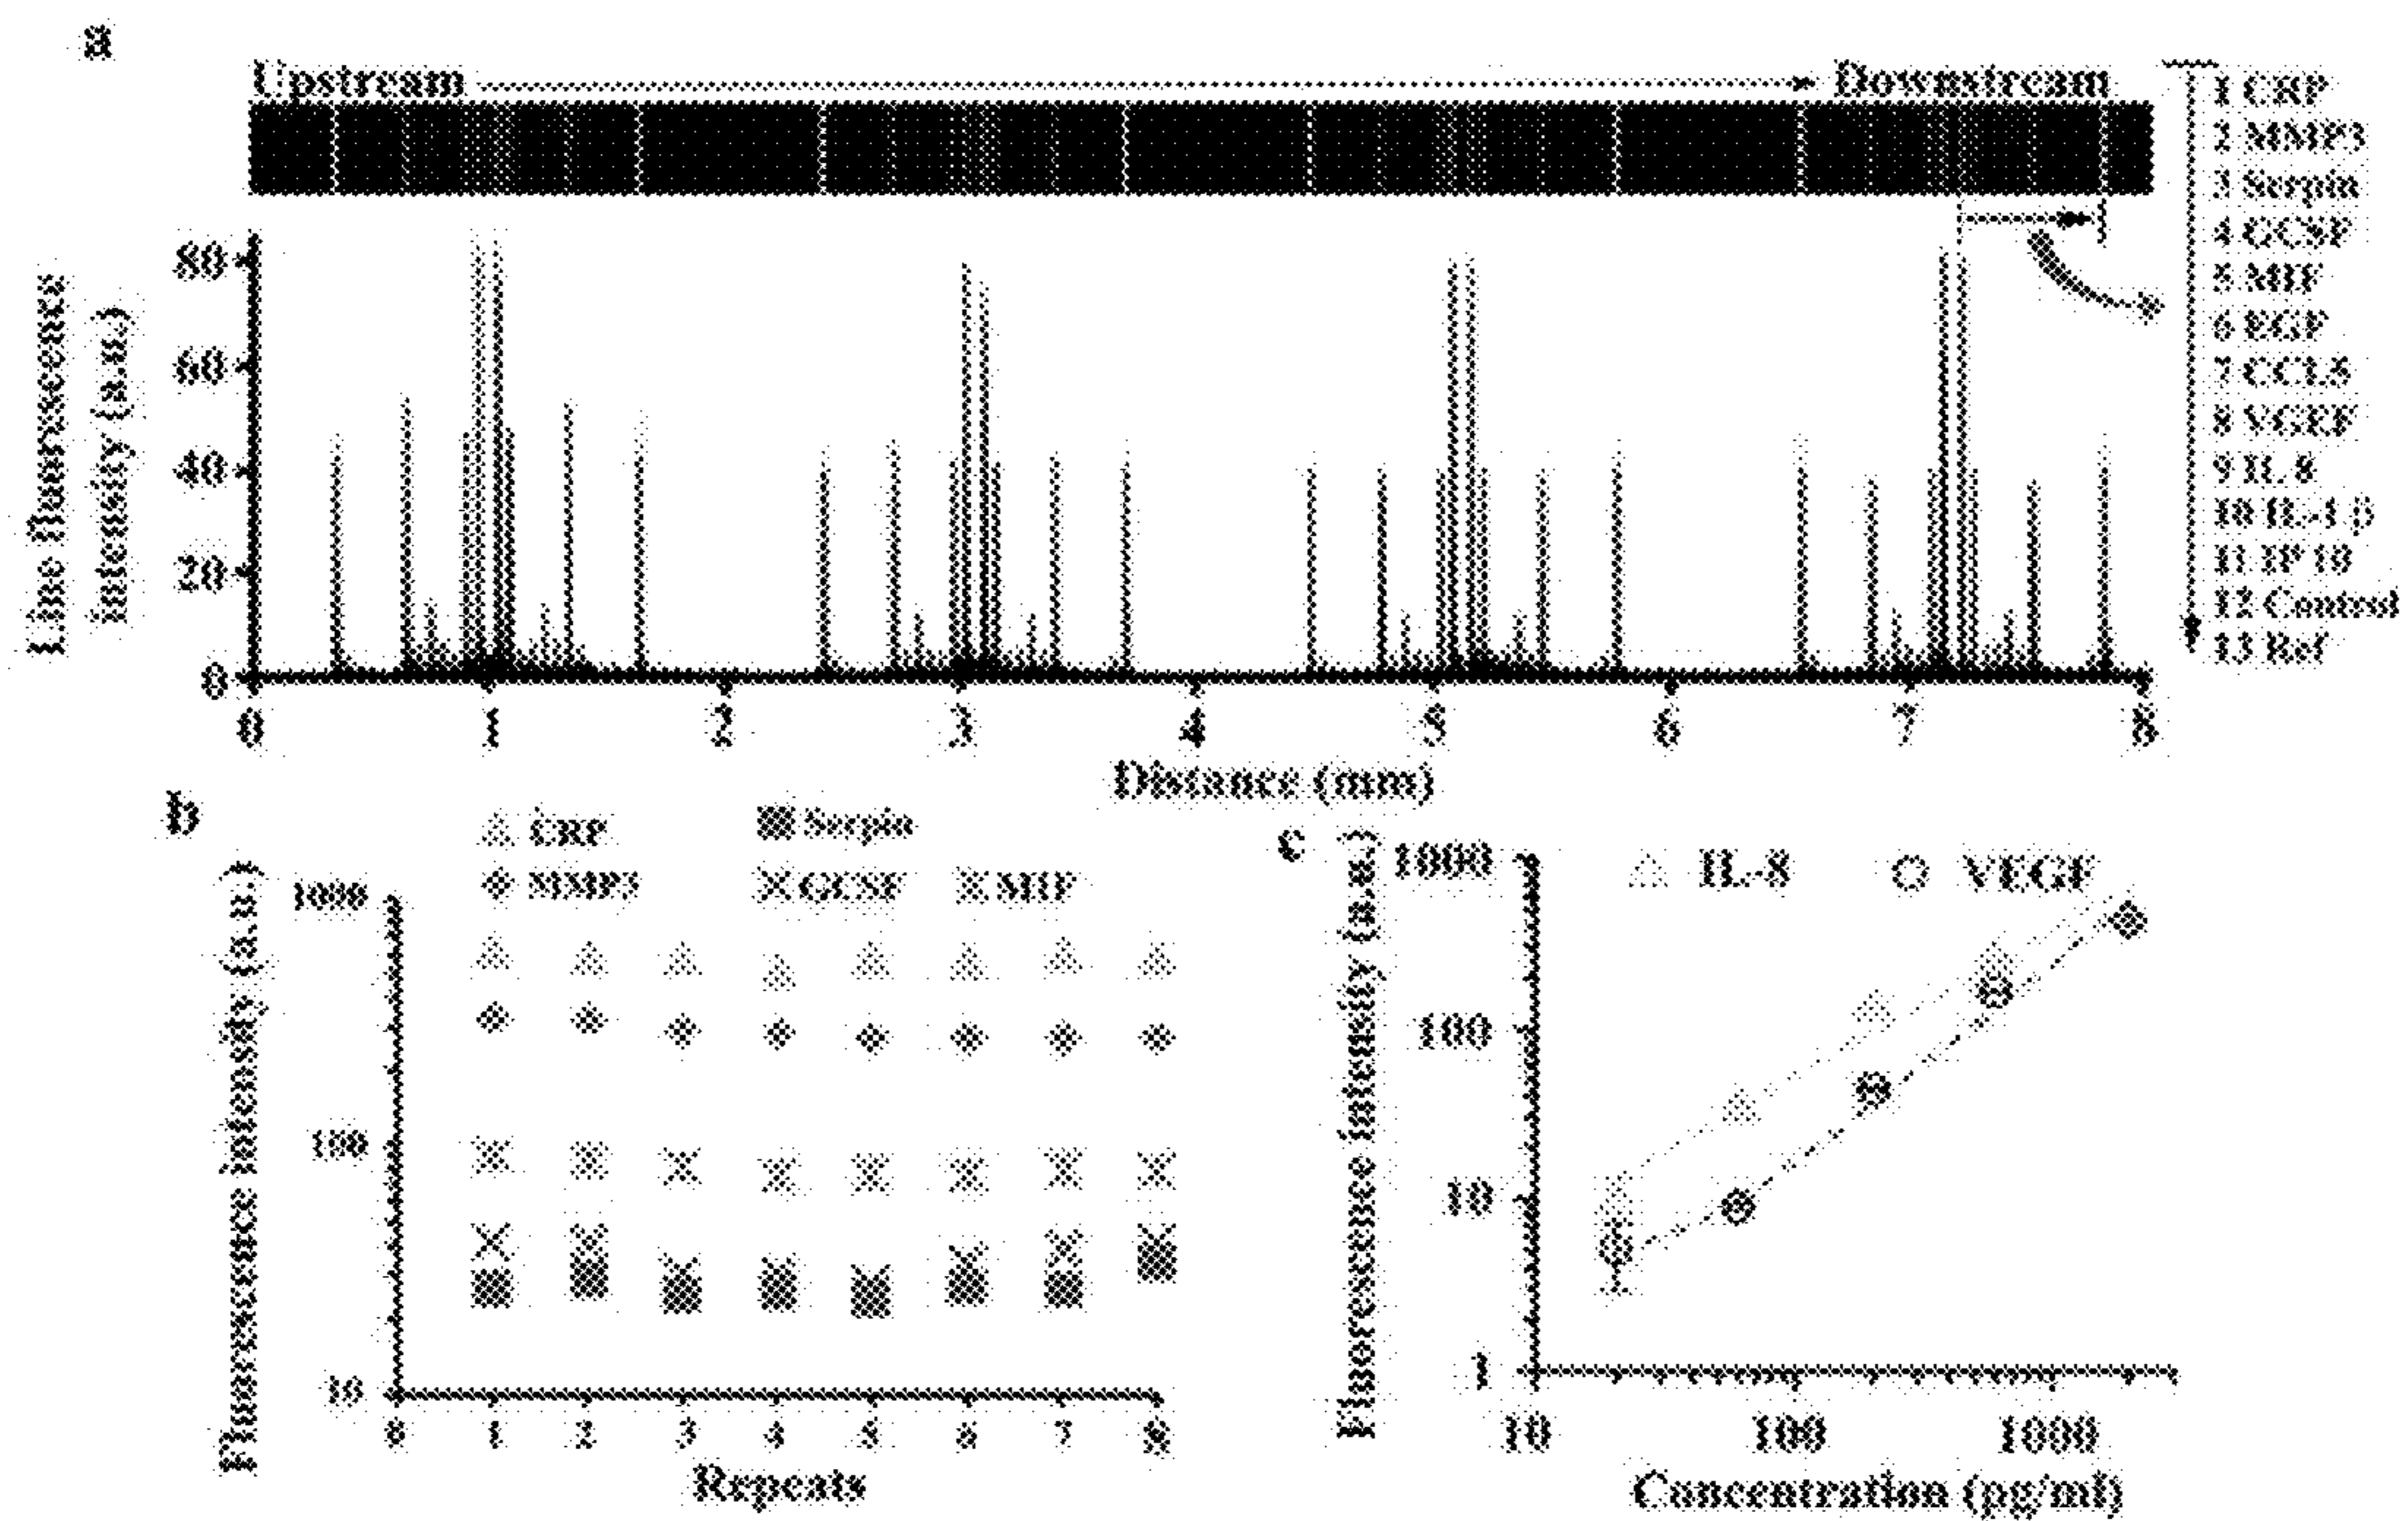 a
Upstream
Downstream
1 CRP
2 MMP3
3 Serpin
4 GCSF
5 MIF
6 EGF
7 CCL5
8 VGEF
9 IL 8
10 IL-1 β
11 IP 10
12 Control
13 Ref
Line fluorescence
intensity (a.u.)
80
60
40
20
0
0 1 2 3 4 5 6 7 8
Distance (mm)
b
CRP
Serpin
MMP3
GCSF
MIF
Fluorescence intensity (a.u.)
1000
100
10
0 1 2 3 4 5 6 7 8
Repeats
c
IL-8
VEGF
Fluorescence intensity (a.u.)
1000
100
10
1
10 100 1000
Concentration (pg/ml)